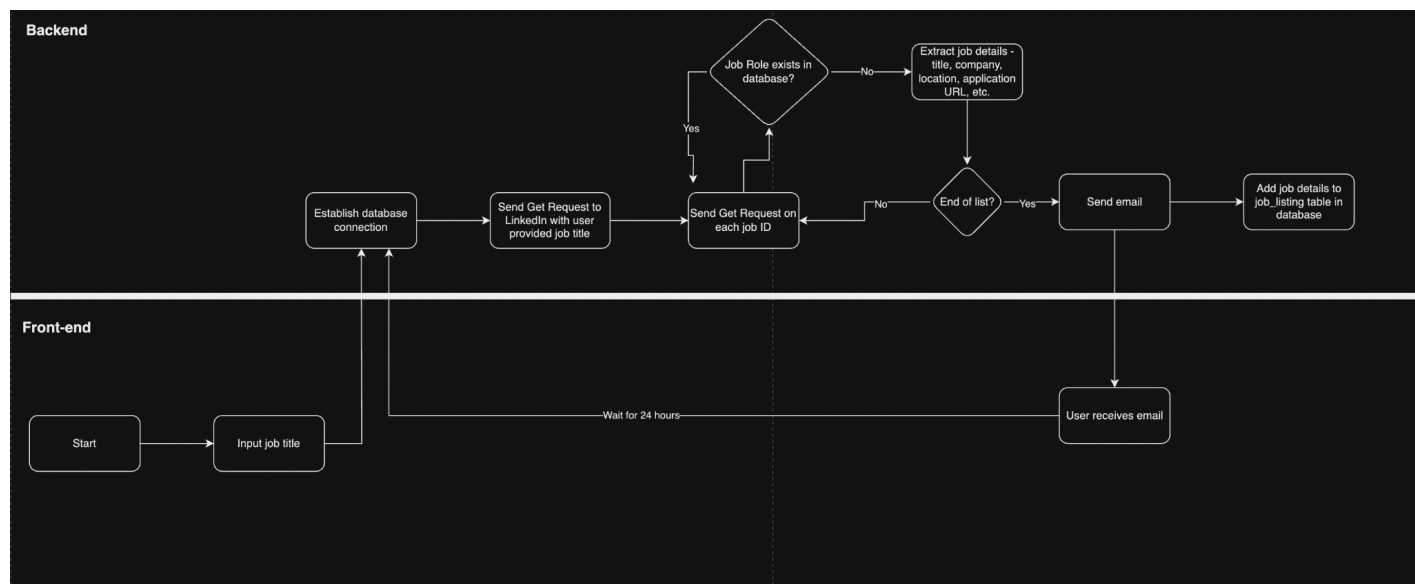 Backend
Job Role exists in
database?
No
Extract job details -
title, company,
location, application
URL, etc.
Yes
Establish database
connection
Send Get Request to
LinkedIn with user
provided job title
Send Get Request on
each job ID
No
End of list?
Yes
Send email
Add job details to
job_listing table in
database
Front-end
Start
Input job title
Wait for 24 hours
User receives email